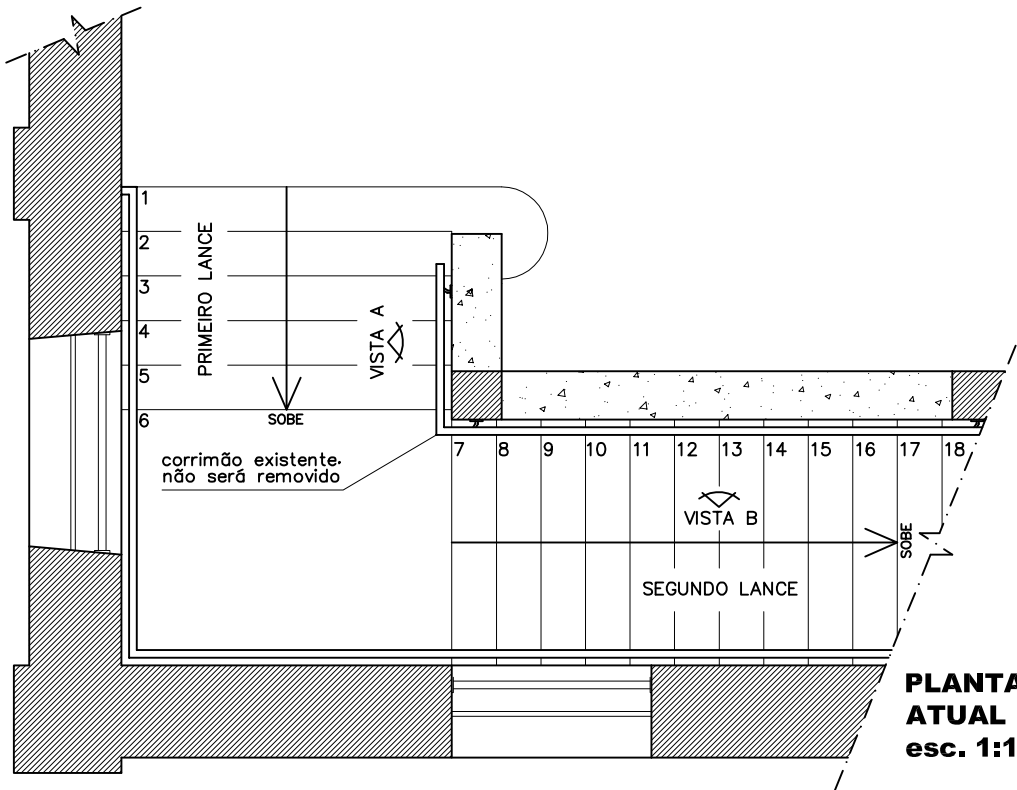 1
2
3
4
5
6
PRIMEIRO LANCE
VISTA A
SOBE
corrimão existente.
não será removido
7 8 9 10 11 12 13 14 15 16 17 18
VISTA B
SOBE
SEGUNDO LANCE
PLANTA
ATUAL
esc. 1:1